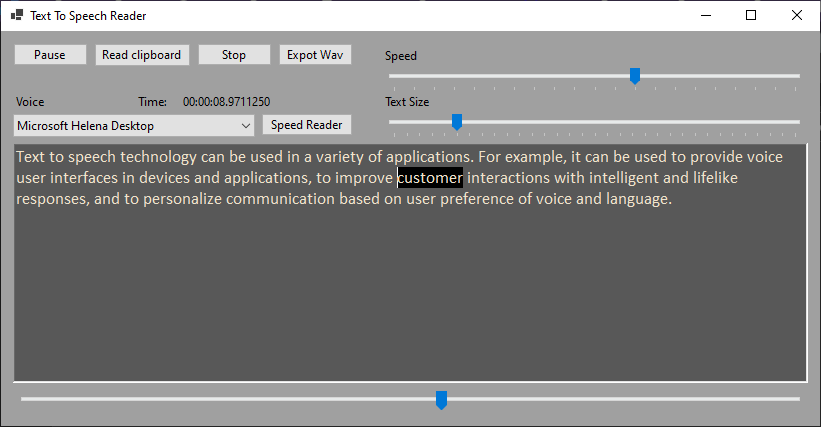 Text To Speech Reader
Pause Read clipboard Stop Expot Wav
Speed
Voice Time: 00:00:08.9711250
Text Size
Microsoft Helena Desktop Speed Reader
Text to speech technology can be used in a variety of applications. For example, it can be used to provide voice
user interfaces in devices and applications, to improve customer interactions with intelligent and lifelike
responses, and to personalize communication based on user preference of voice and language.